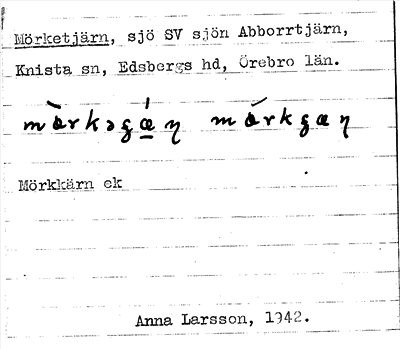 Mörketjärn, sjö SV sjön Abborrtjärn,
Knista sn, Edsbergs hd, Örebro län.
Mörkkärn ek
Anna Larsson, 1942.